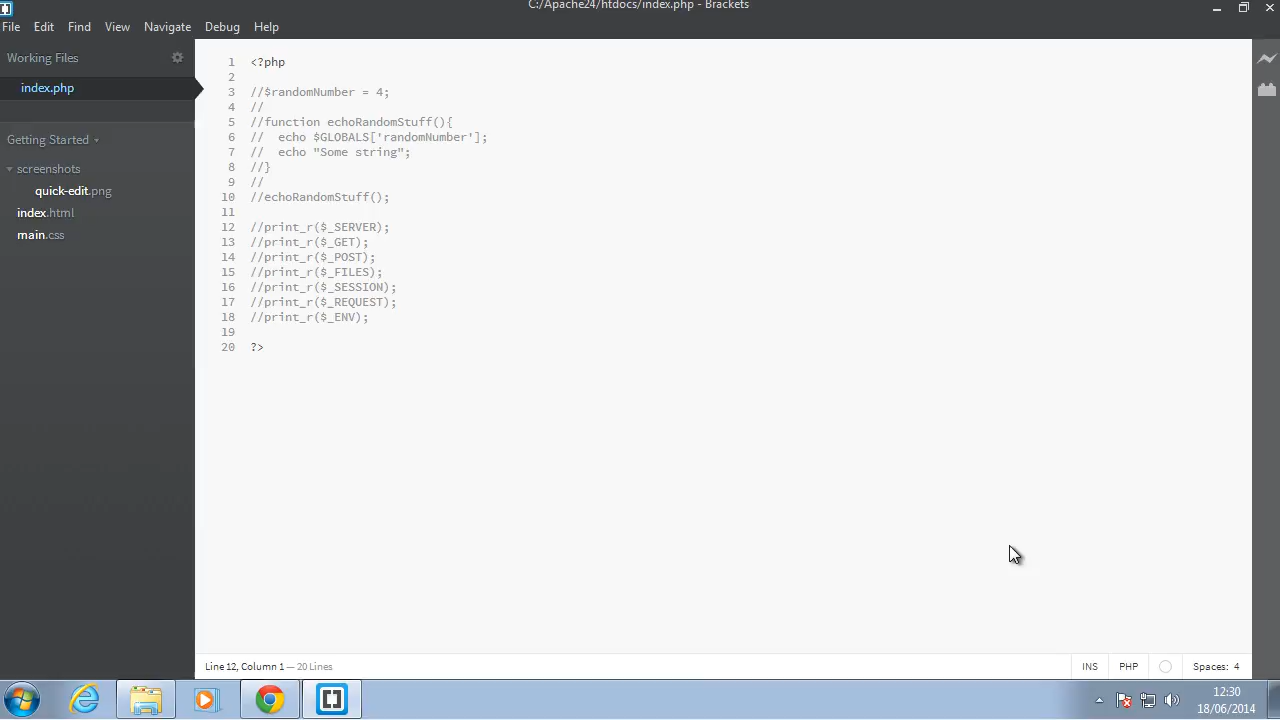 C:/Apache24/htdocs/index.php - Brackets
File Edit Find View Navigate Debug Help
Working Files
index.php
Getting Started
screenshots
quick-edit.png
index.html
main.css
1 <?php
2
3 //$randomNumber = 4;
4 //
5 //function echoRandomStuff(){
6 //  echo $GLOBALS['randomNumber'];
7 //  echo "Some string";
8 //}
9 //
10 //echoRandomStuff();
11
12 //print_r($_SERVER);
13 //print_r($_GET);
14 //print_r($_POST);
15 //print_r($_FILES);
16 //print_r($_SESSION);
17 //print_r($_REQUEST);
18 //print_r($_ENV);
19
20 ?>
Line 12, Column 1 — 20 Lines
INS PHP Spaces: 4
12:30
18/06/2014